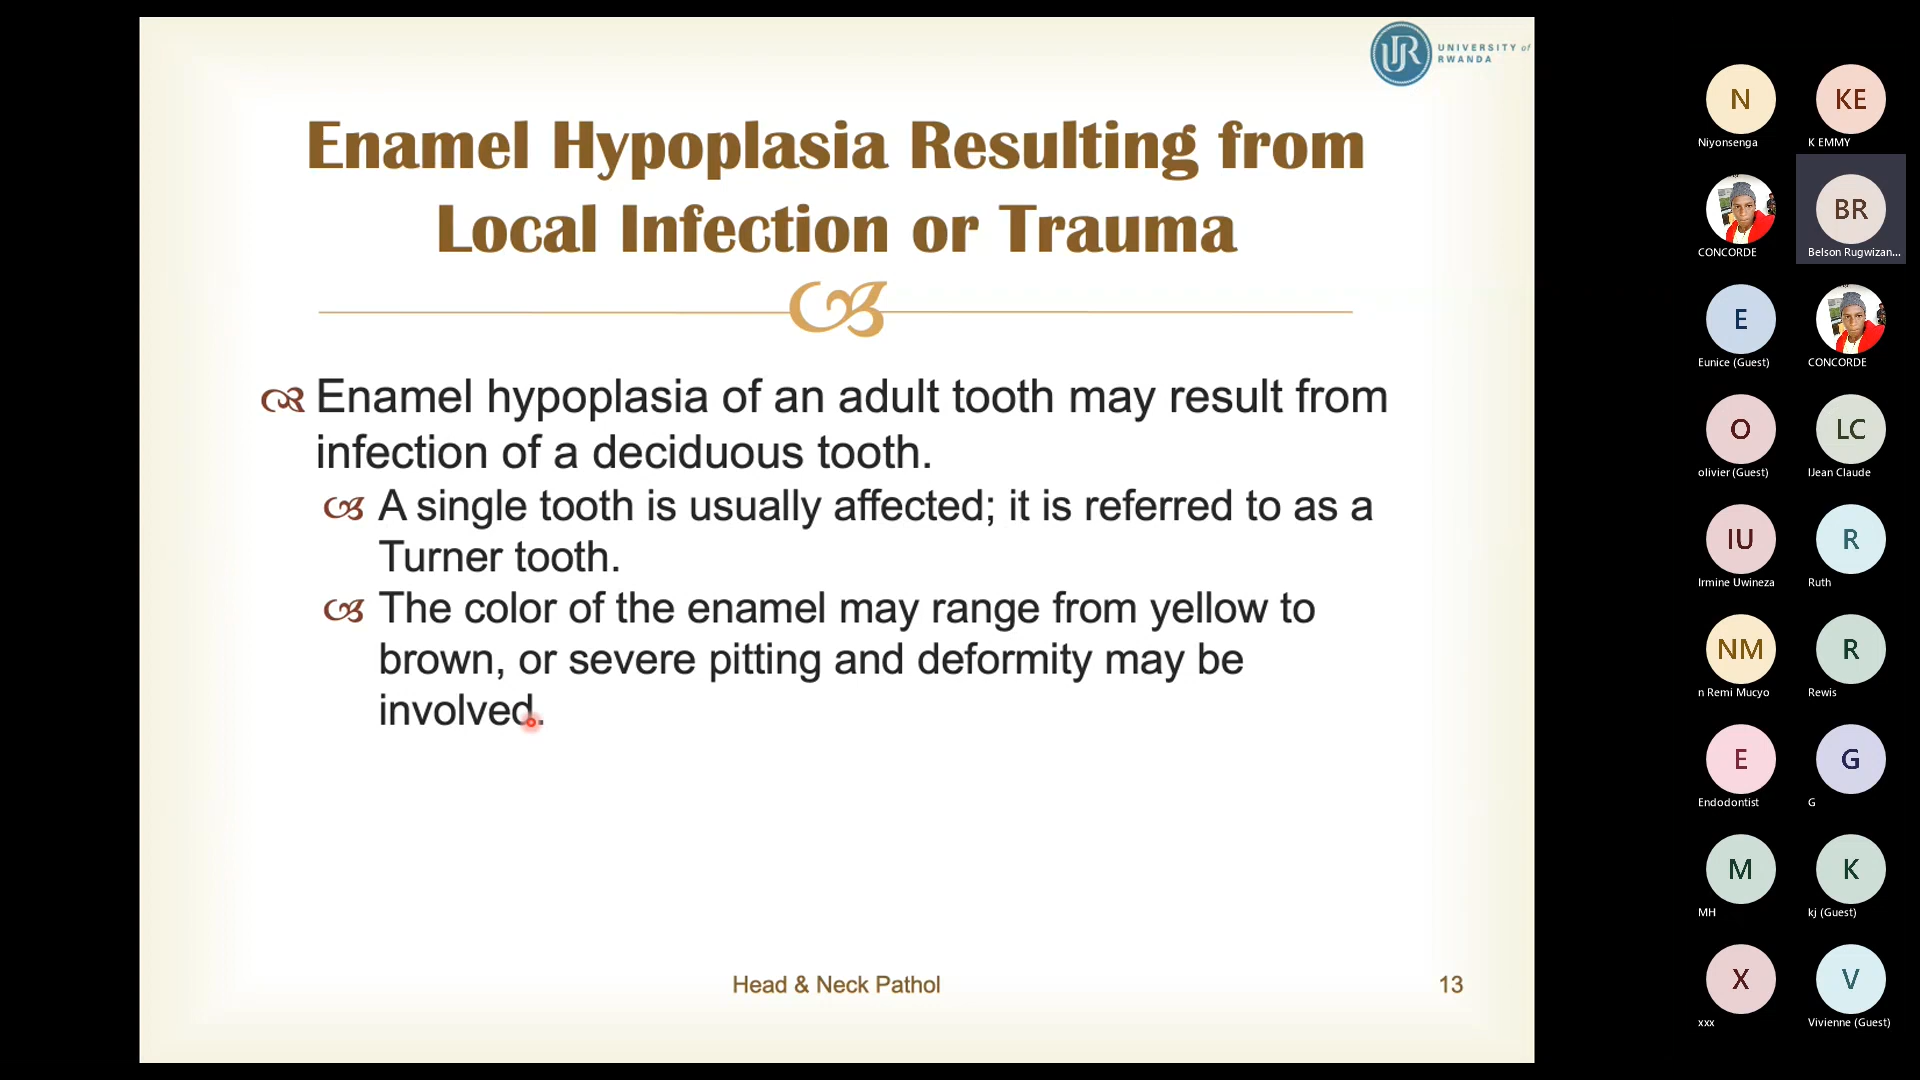 UNIVERSITY of
RWANDA
Enamel Hypoplasia Resulting from
Local Infection or Trauma
Enamel hypoplasia of an adult tooth may result from
infection of a deciduous tooth.
A single tooth is usually affected; it is referred to as a
Turner tooth.
The color of the enamel may range from yellow to
brown, or severe pitting and deformity may be
involved.
Head & Neck Pathol
13
N
Niyonsenga
KE
K EMMY
CONCORDE
BR
Belson Rugwizan...
E
Eunice (Guest)
CONCORDE
O
olivier (Guest)
LC
IJean Claude
IU
Irmine Uwineza
R
Ruth
NM
n Remi Mucyo
R
Rewis
E
Endodontist
G
G
M
MH
K
kj (Guest)
X
xxx
V
Vivienne (Guest)